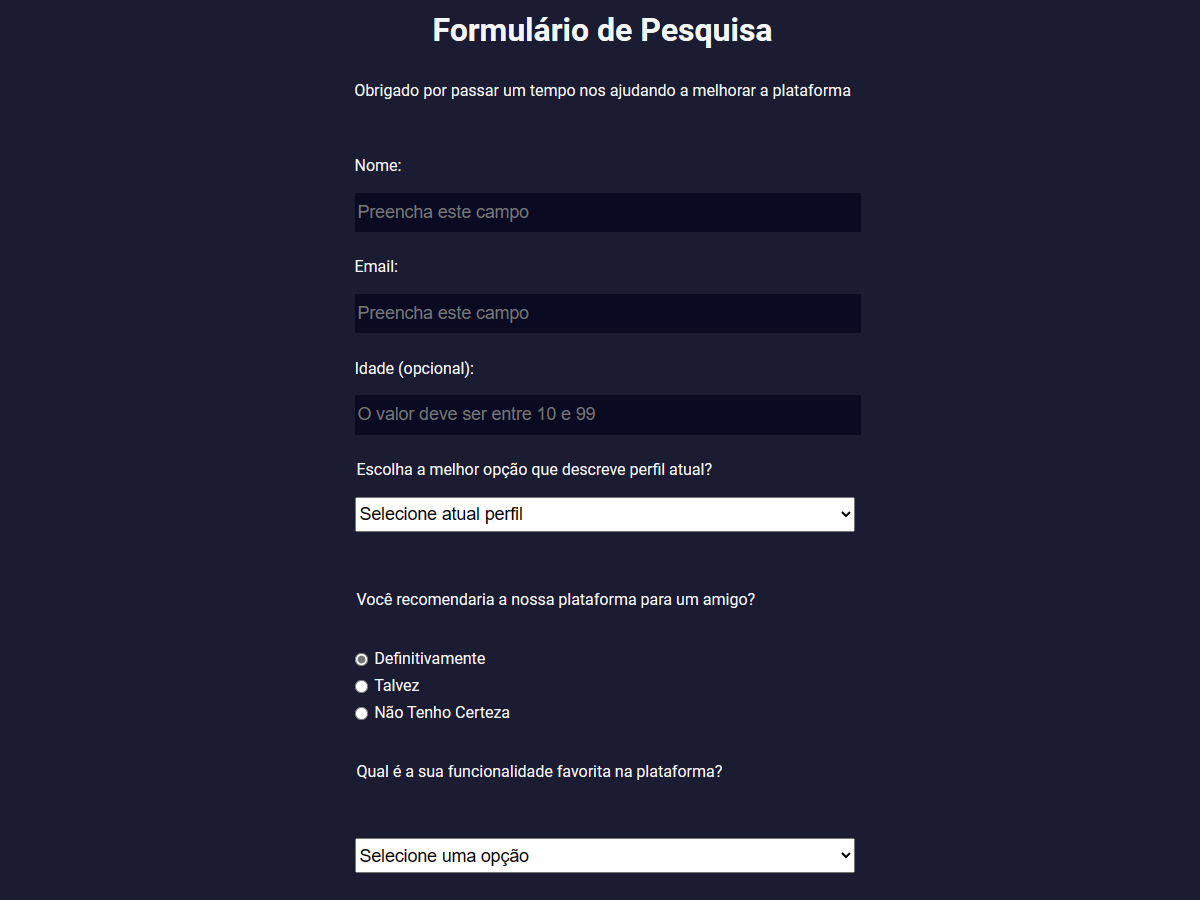 Formulário de Pesquisa
Obrigado por passar um tempo nos ajudando a melhorar a plataforma
Nome:
Preencha este campo
Email:
Preencha este campo
Idade (opcional):
O valor deve ser entre 10 e 99
Escolha a melhor opção que descreve perfil atual?
Selecione atual perfil
Você recomendaria a nossa plataforma para um amigo?
Definitivamente
Talvez
Não Tenho Certeza
Qual é a sua funcionalidade favorita na plataforma?
Selecione uma opção